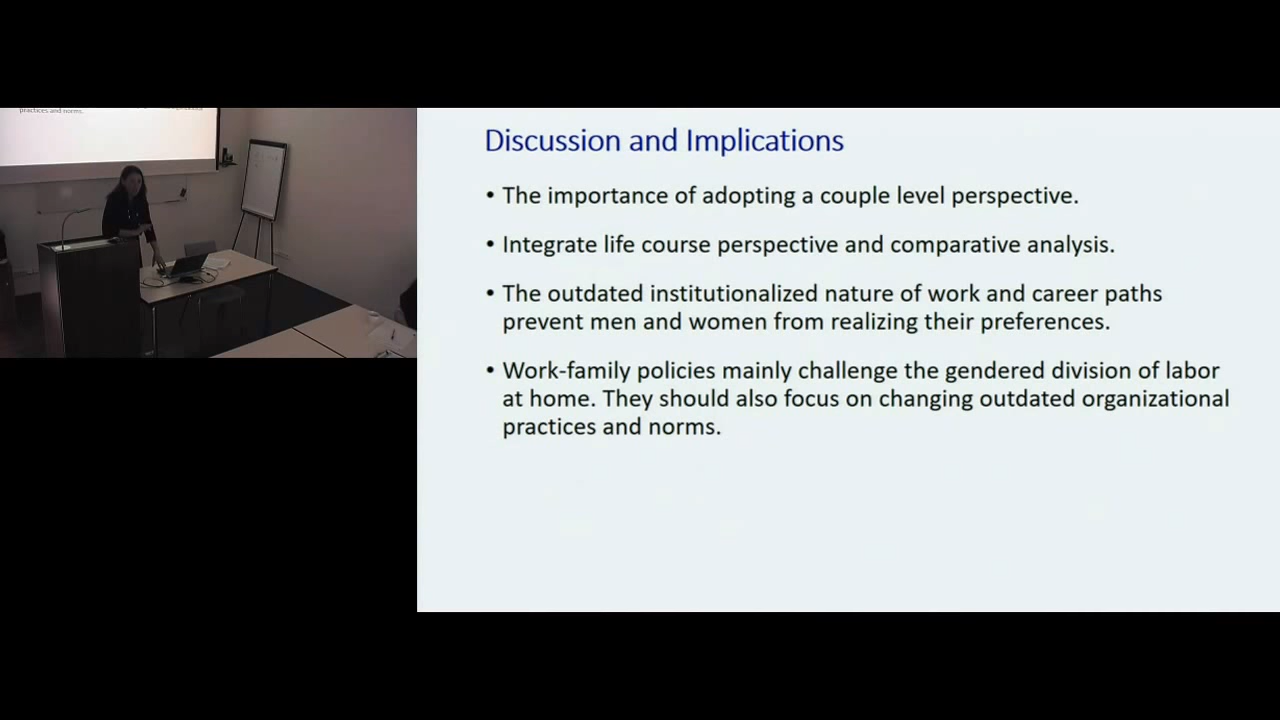 practices and norms.
Discussion and Implications
• The importance of adopting a couple level perspective.
• Integrate life course perspective and comparative analysis.
• The outdated institutionalized nature of work and career paths
prevent men and women from realizing their preferences.
• Work-family policies mainly challenge the gendered division of labor
at home. They should also focus on changing outdated organizational
practices and norms.